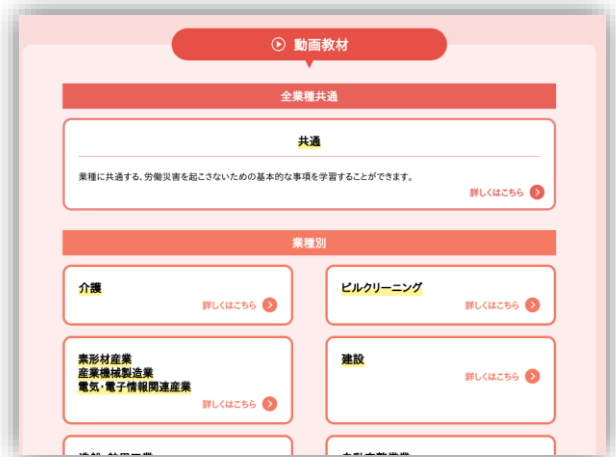 動画教材
全業種共通
共通
業種に共通する、労働災害を起こさないための基本的な事項を学習することができます。
詳しくはこちら
業種別
介護
詳しくはこちら
ビルクリーニング
詳しくはこちら
素形材産業
産業機械製造業
電気・電子情報関連産業
詳しくはこちら
建設
詳しくはこちら